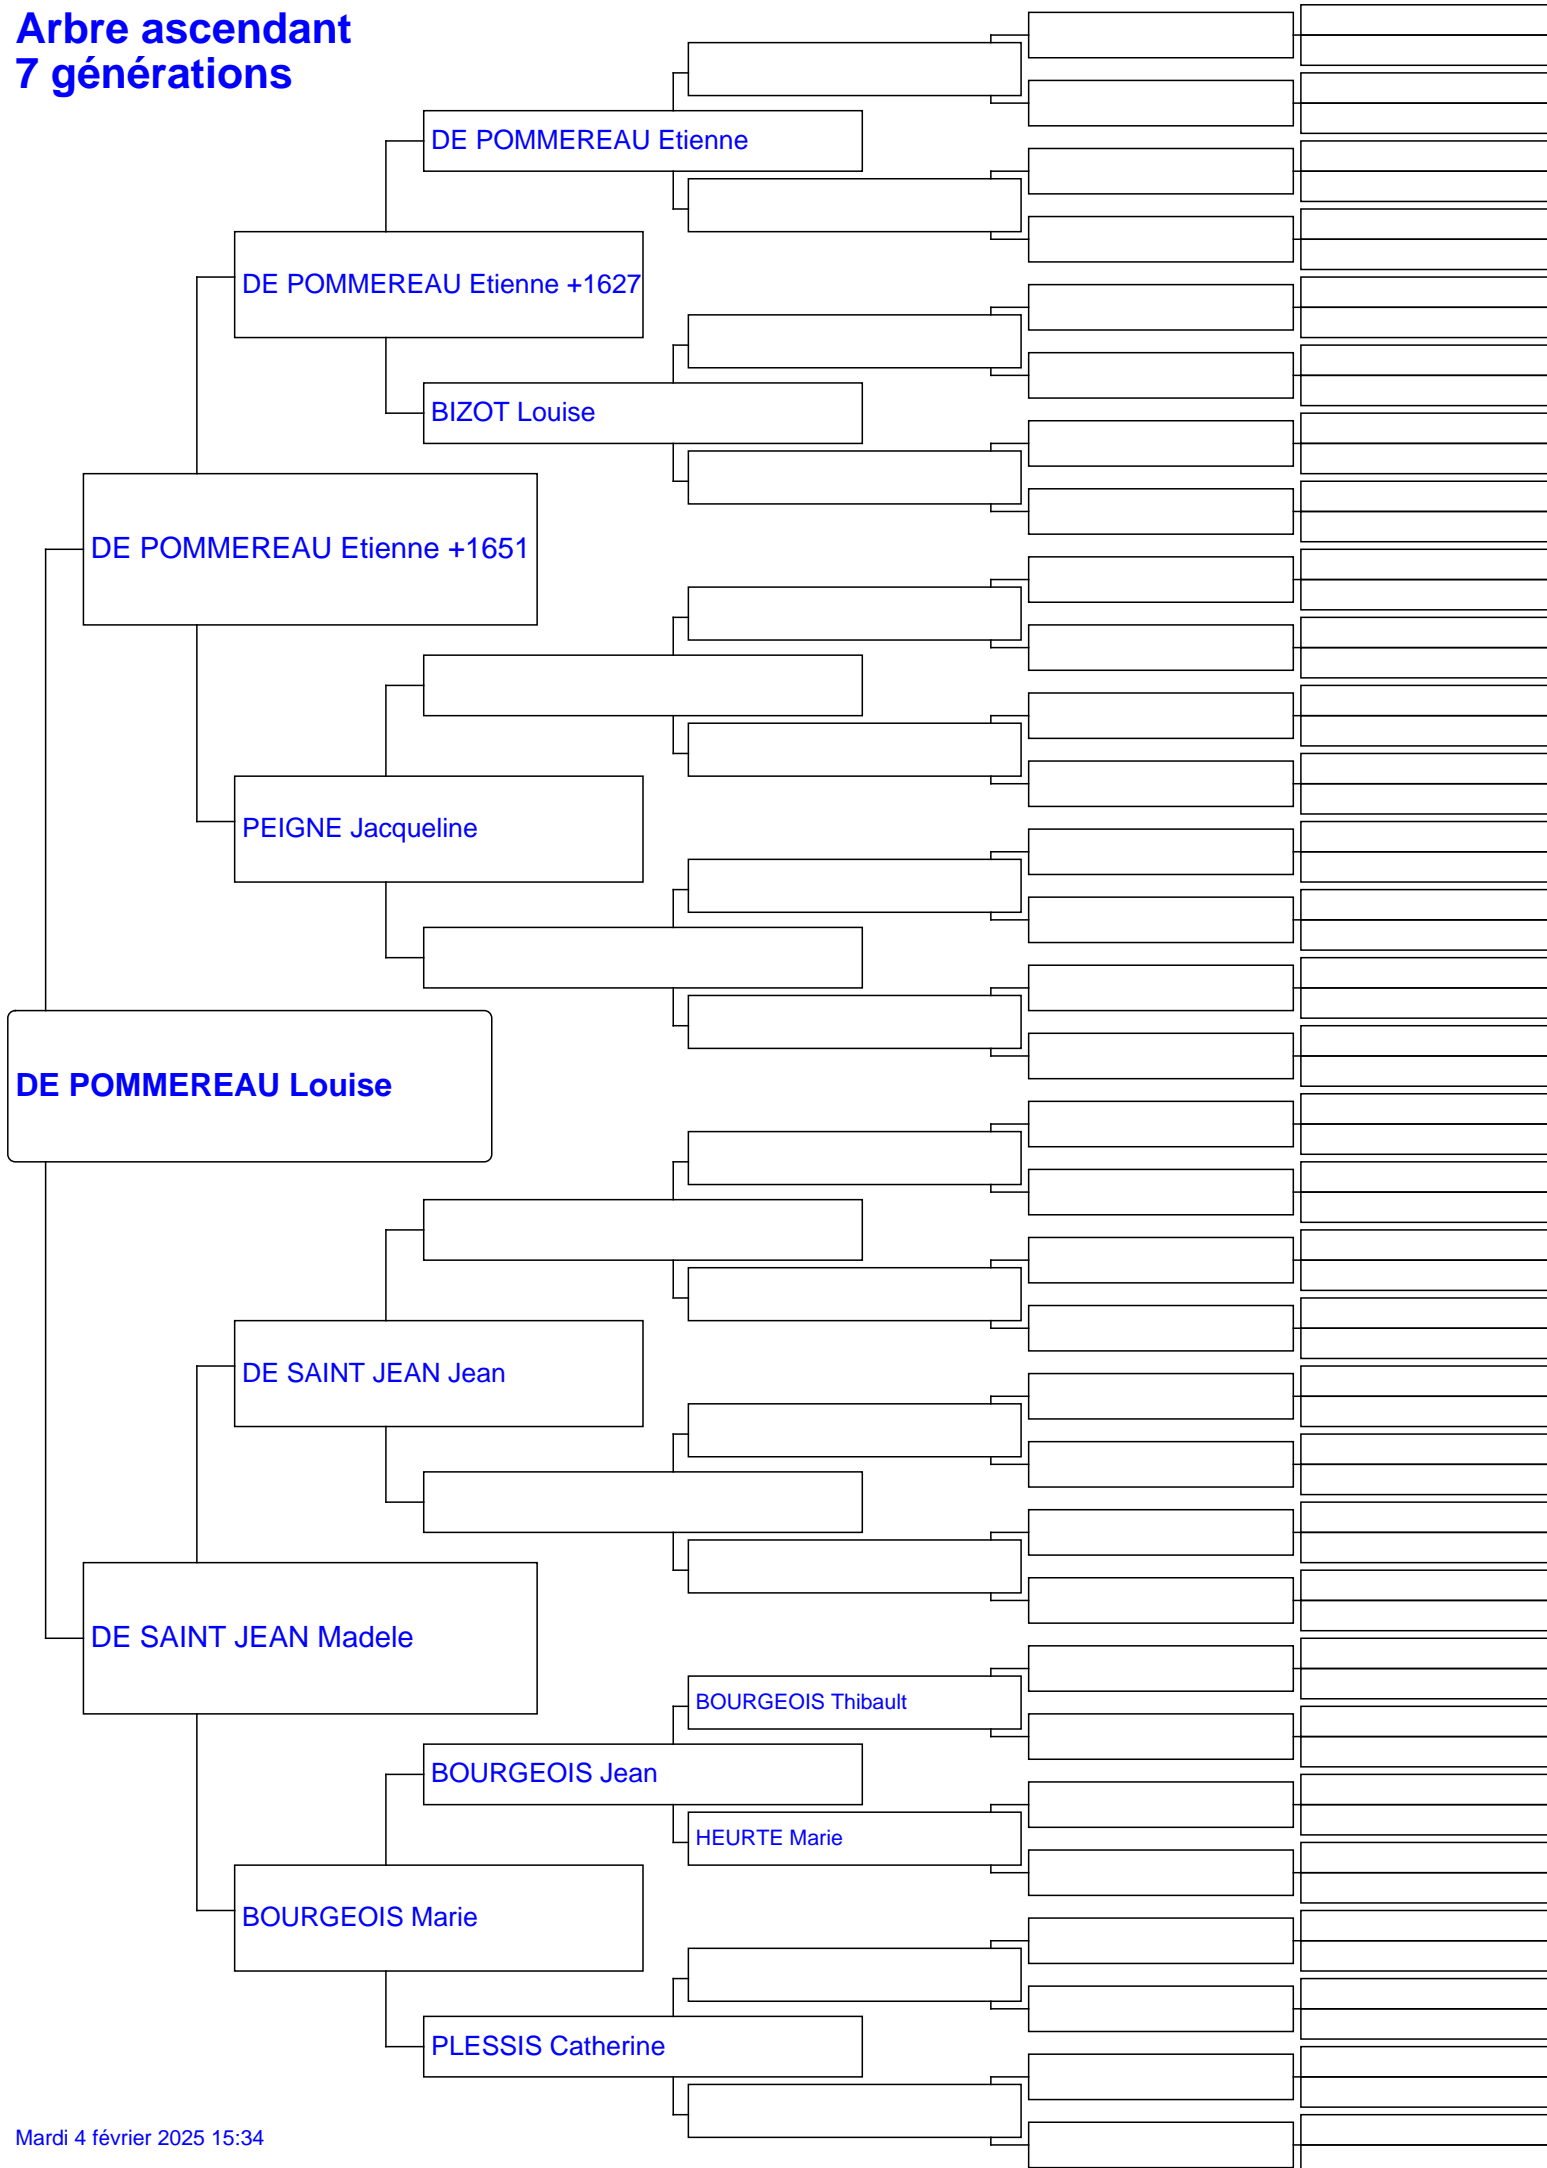 Arbre ascendant
7 générations
DE POMMEREAU Etienne
DE POMMEREAU Etienne +1627
BIZOT Louise
DE POMMEREAU Etienne +1651
PEIGNE Jacqueline
DE POMMEREAU Louise
DE SAINT JEAN Jean
DE SAINT JEAN Madele
BOURGEOIS Thibault
BOURGEOIS Jean
HEURTE Marie
BOURGEOIS Marie
PLESSIS Catherine
Mardi 4 février 2025 15:34